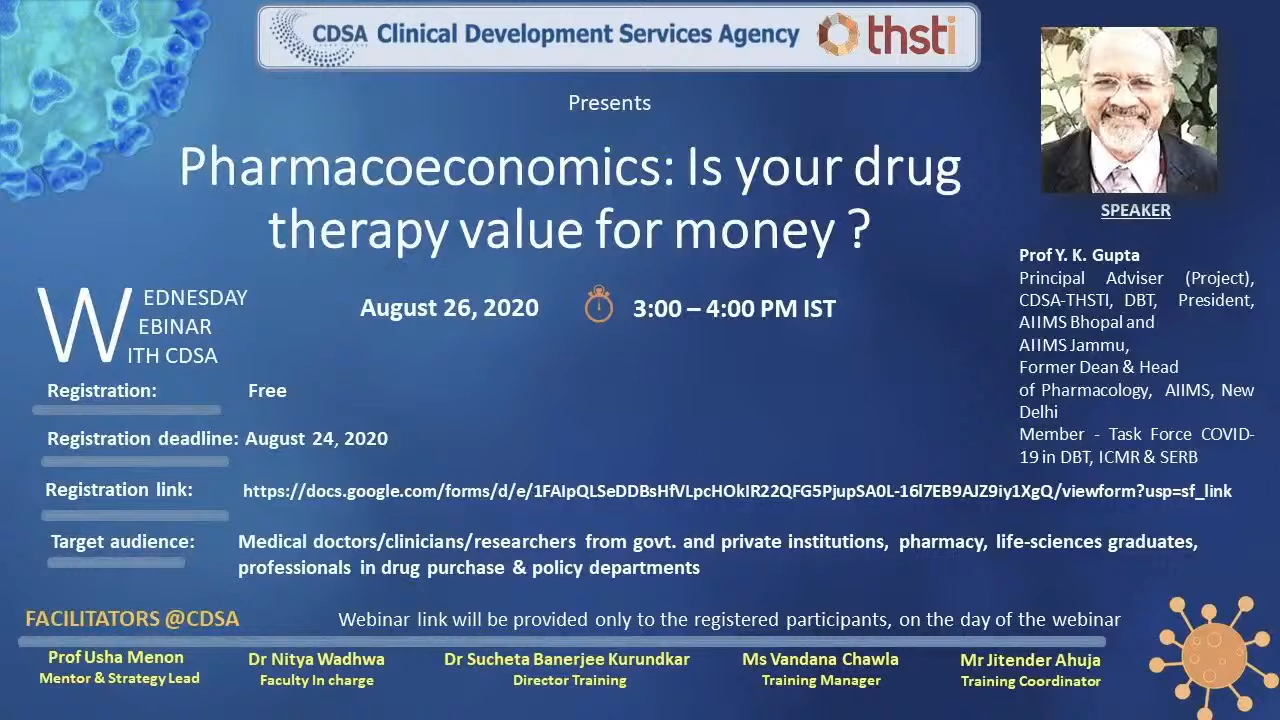 CDSA Clinical Development Services Agency thsti
Presents
Pharmacoeconomics: Is your drug
therapy value for money ?
SPEAKER
Prof Y. K. Gupta
Principal Adviser (Project),
CDSA-THSTI, DBT, President,
AIIMS Bhopal and
AIIMS Jammu,
Former Dean & Head
of Pharmacology, AIIMS, New
Delhi
Member - Task Force COVID-
19 in DBT, ICMR & SERB
WEDNESDAY
EBINAR
ITH CDSA
August 26, 2020 3:00 – 4:00 PM IST
Registration: Free
Registration deadline: August 24, 2020
Registration link: https://docs.google.com/forms/d/e/1FAIpQLSeDDBsHfVLpcHOkIR22QFG5PjupSA0L-16l7EB9AJZ9iy1XgQ/viewform?usp=sf_link
Target audience: Medical doctors/clinicians/researchers from govt. and private institutions, pharmacy, life-sciences graduates,
professionals in drug purchase & policy departments
FACILITATORS @CDSA Webinar link will be provided only to the registered participants, on the day of the webinar
Prof Usha Menon Dr Nitya Wadhwa Dr Sucheta Banerjee Kurundkar Ms Vandana Chawla Mr Jitender Ahuja
Mentor & Strategy Lead Faculty In charge Director Training Training Manager Training Coordinator